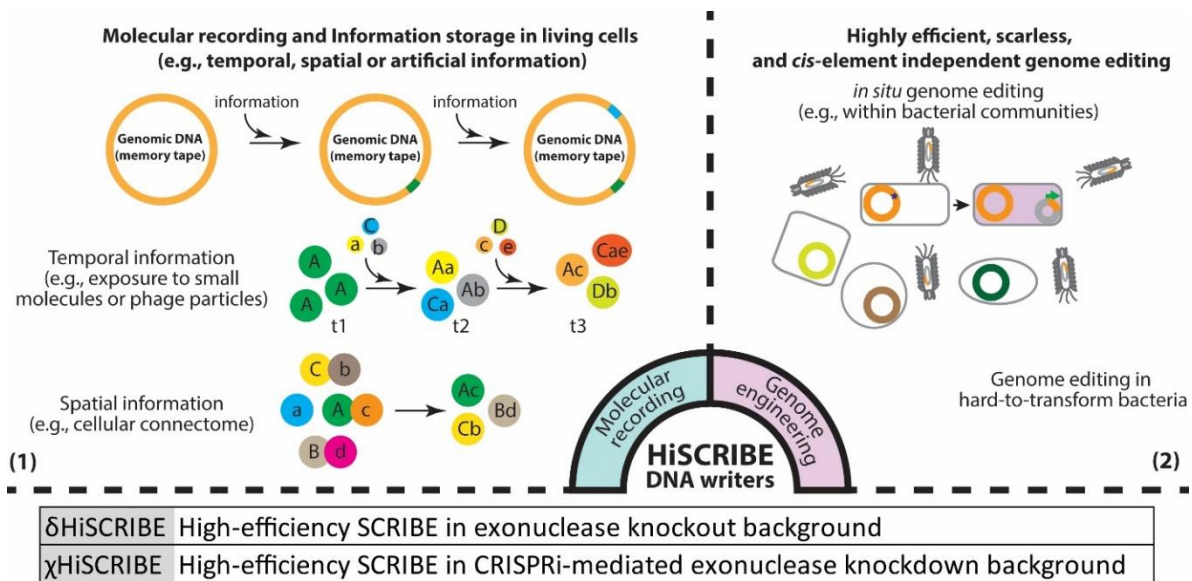 Molecular recording and Information storage in living cells
(e.g., temporal, spatial or artificial information)
information
information
Genomic DNA
(memory tape)
Genomic DNA
(memory tape)
Genomic DNA
(memory tape)
Temporal information
(e.g., exposure to small
molecules or phage particles)
A
A
A
t1
C
a
b
Aa
Ca
Ab
t2
D
c
e
Ac
Cae
Db
t3
Spatial information
(e.g., cellular connectome)
C
b
a
A
c
B
d
Ac
Cb
Bd
(1)
Highly efficient, scarless,
and cis-element independent genome editing
in situ genome editing
(e.g., within bacterial communities)
Genome editing in
hard-to-transform bacteria
(2)
Molecular
recording
Genome
engineering
HiSCRIBE
DNA writers
δHiSCRIBE High-efficiency SCRIBE in exonuclease knockout background
χHiSCRIBE High-efficiency SCRIBE in CRISPRi-mediated exonuclease knockdown background